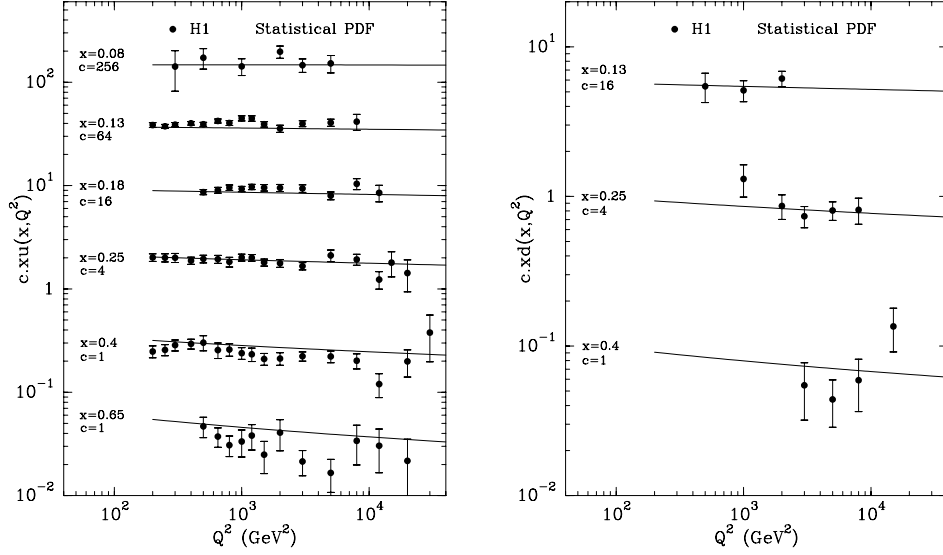 H1 Statistical PDF
x=0.08
c=256
x=0.13
c=64
x=0.18
c=16
x=0.25
c=4
x=0.4
c=1
x=0.65
c=1
10²
10
1
10⁻¹
10⁻²
c.xu(x,Q²)
10² 10³ 10⁴
Q² (GeV²)
H1 Statistical PDF
x=0.13
c=16
x=0.25
c=4
x=0.4
c=1
10
1
10⁻¹
10⁻²
c.xd(x,Q²)
10² 10³ 10⁴
Q² (GeV²)